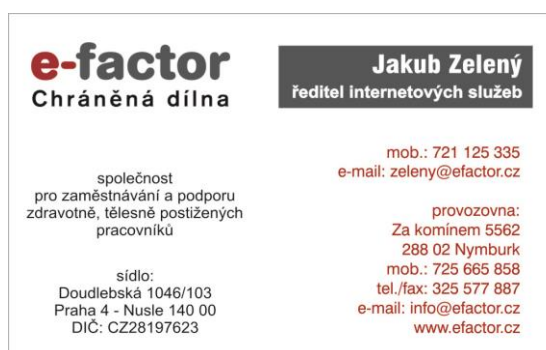 e-factor
Chráněná dílna
společnost
pro zaměstnávání a podporu
zdravotně, tělesně postižených
pracovníků
sídlo:
Doudlebská 1046/103
Praha 4 - Nusle 140 00
DIČ: CZ28197623
Jakub Zelený
ředitel internetových služeb
mob.: 721 125 335
e-mail: zeleny@efactor.cz
provozovna:
Za komínem 5562
288 02 Nymburk
mob.: 725 665 858
tel./fax: 325 577 887
e-mail: info@efactor.cz
www.efactor.cz